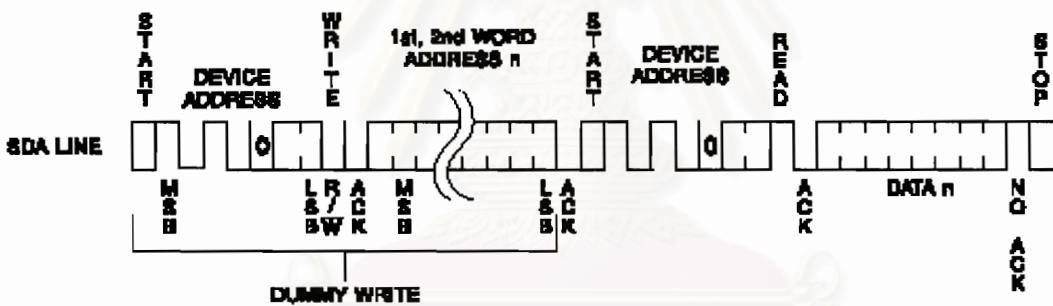 START
DEVICE
ADDRESS
WRITE
1st, 2nd WORD
ADDRESS n
START
DEVICE
ADDRESS
READ
STOP
SDA LINE
0
0
MSB
LSB
R/W
ACK
MSB
LSB
ACK
ACK
DATA n
NO ACK
DUMMY WRITE